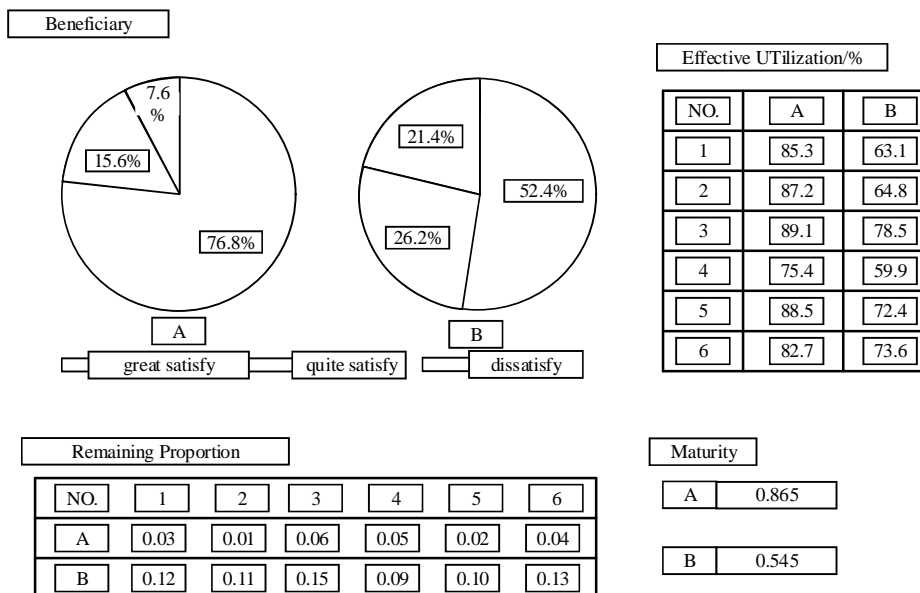 Beneficiary
7.6
%
15.6%
76.8%
A
21.4%
52.4%
26.2%
B
great satisfy quite satisfy dissatisfy
Effective UTilization/%
NO. A B
1 85.3 63.1
2 87.2 64.8
3 89.1 78.5
4 75.4 59.9
5 88.5 72.4
6 82.7 73.6
Remaining Proportion
NO. 1 2 3 4 5 6
A 0.03 0.01 0.06 0.05 0.02 0.04
B 0.12 0.11 0.15 0.09 0.10 0.13
Maturity
A 0.865
B 0.545